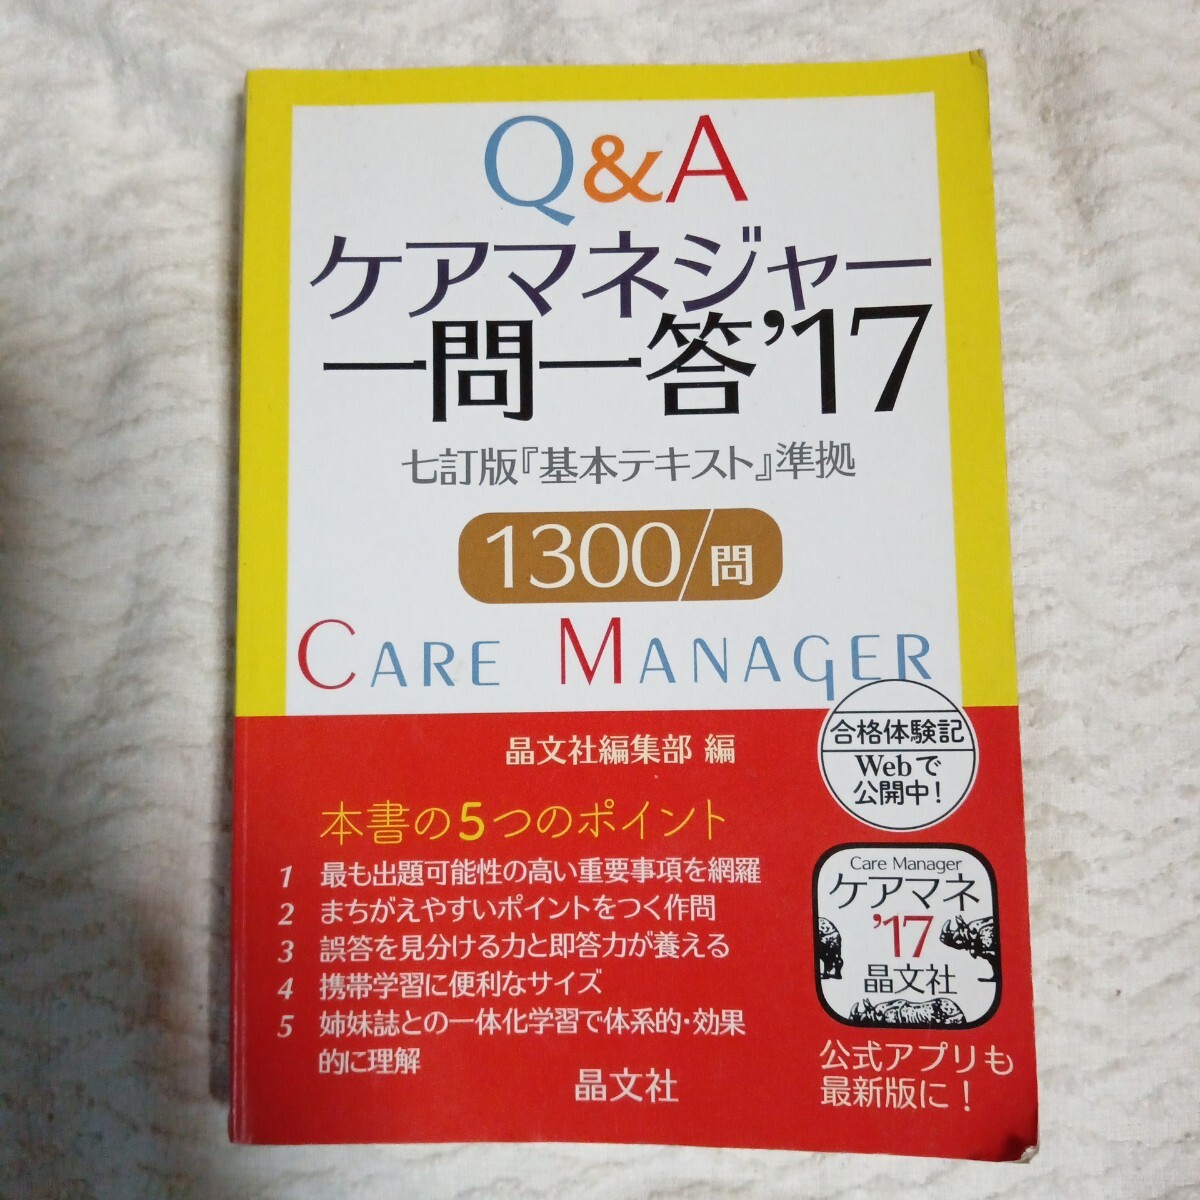 Q&A
ケアマネジャー
一問一答’17
七訂版『基本テキスト』準拠
1300/問
CARE MANAGER
晶文社編集部 編
合格体験記
Webで
公開中!
本書の5つのポイント
1 最も出題可能性の高い重要事項を網羅
2 まちがえやすいポイントをつく作問
3 誤答を見分ける力と即答力が養える
4 携帯学習に便利なサイズ
5 姉妹誌との一体化学習で体系的・効果
的に理解
晶文社
Care Manager
ケアマネ
’17
晶文社
公式アプリも
最新版に!